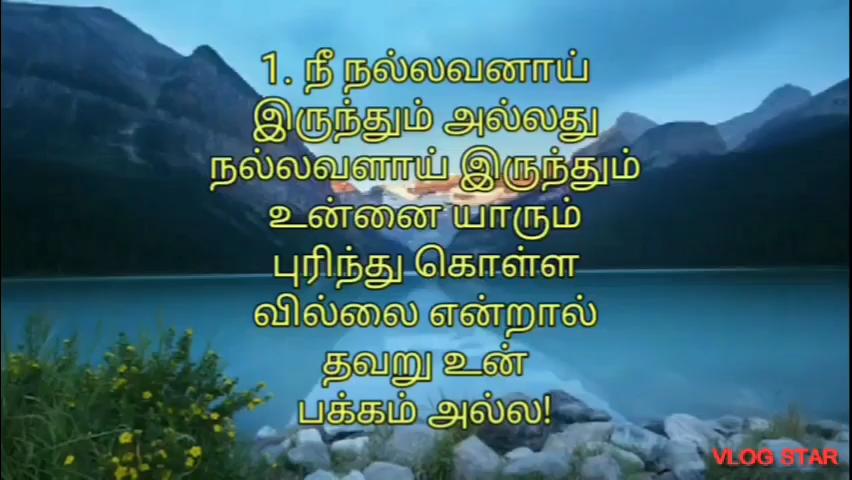 1. நீ நல்லவனாய்
இருந்தும் அல்லது
நல்லவளாய் இருந்தும்
உன்னை யாரும்
புரிந்து கொள்ள
வில்லை என்றால்
தவறு உன்
பக்கம் அல்ல!
VLOG STAR